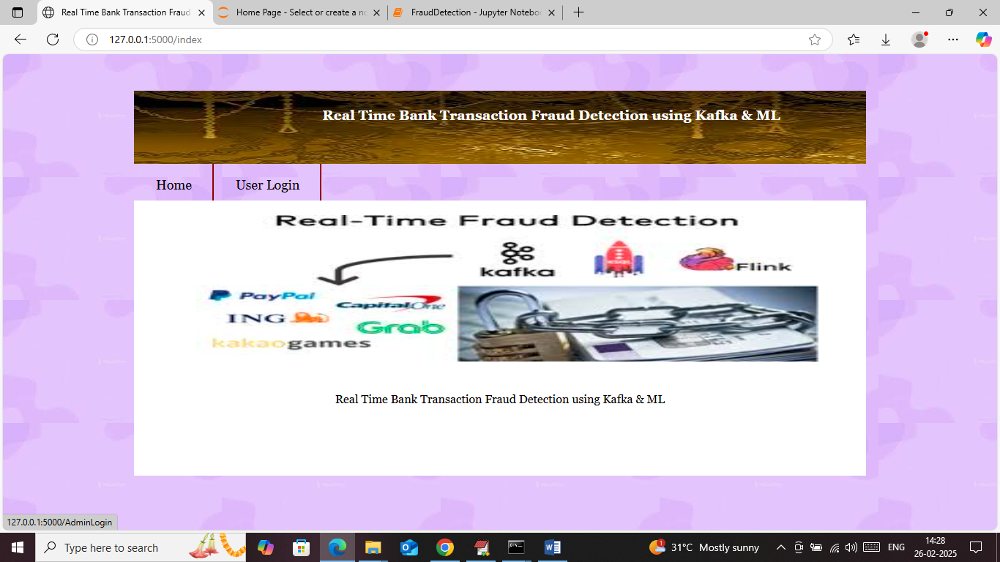 Real Time Bank Transaction Fraud
Home Page - Select or create a no
FraudDetection - Jupyter Noteboo
127.0.0.1:5000/index
Real Time Bank Transaction Fraud Detection using Kafka & ML
Home
User Login
Real-Time Fraud Detection
kafka
Flink
PayPal
Capital One
ING
Grab
kakaogames
Real Time Bank Transaction Fraud Detection using Kafka & ML
127.0.0.1:5000/AdminLogin
Type here to search
1
31°C Mostly sunny
ENG
14:28
26-02-2025